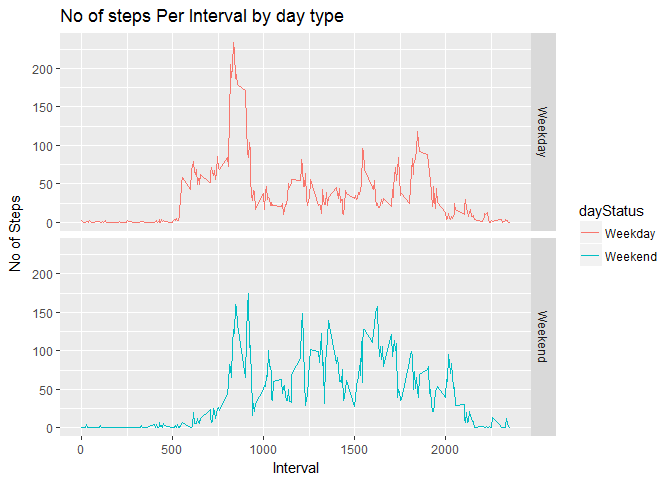 No of steps Per Interval by day type
No of Steps
200
150
100
50
0
Weekday
200
150
100
50
0
Weekend
0
500
1000
1500
2000
Interval
dayStatus
Weekday
Weekend